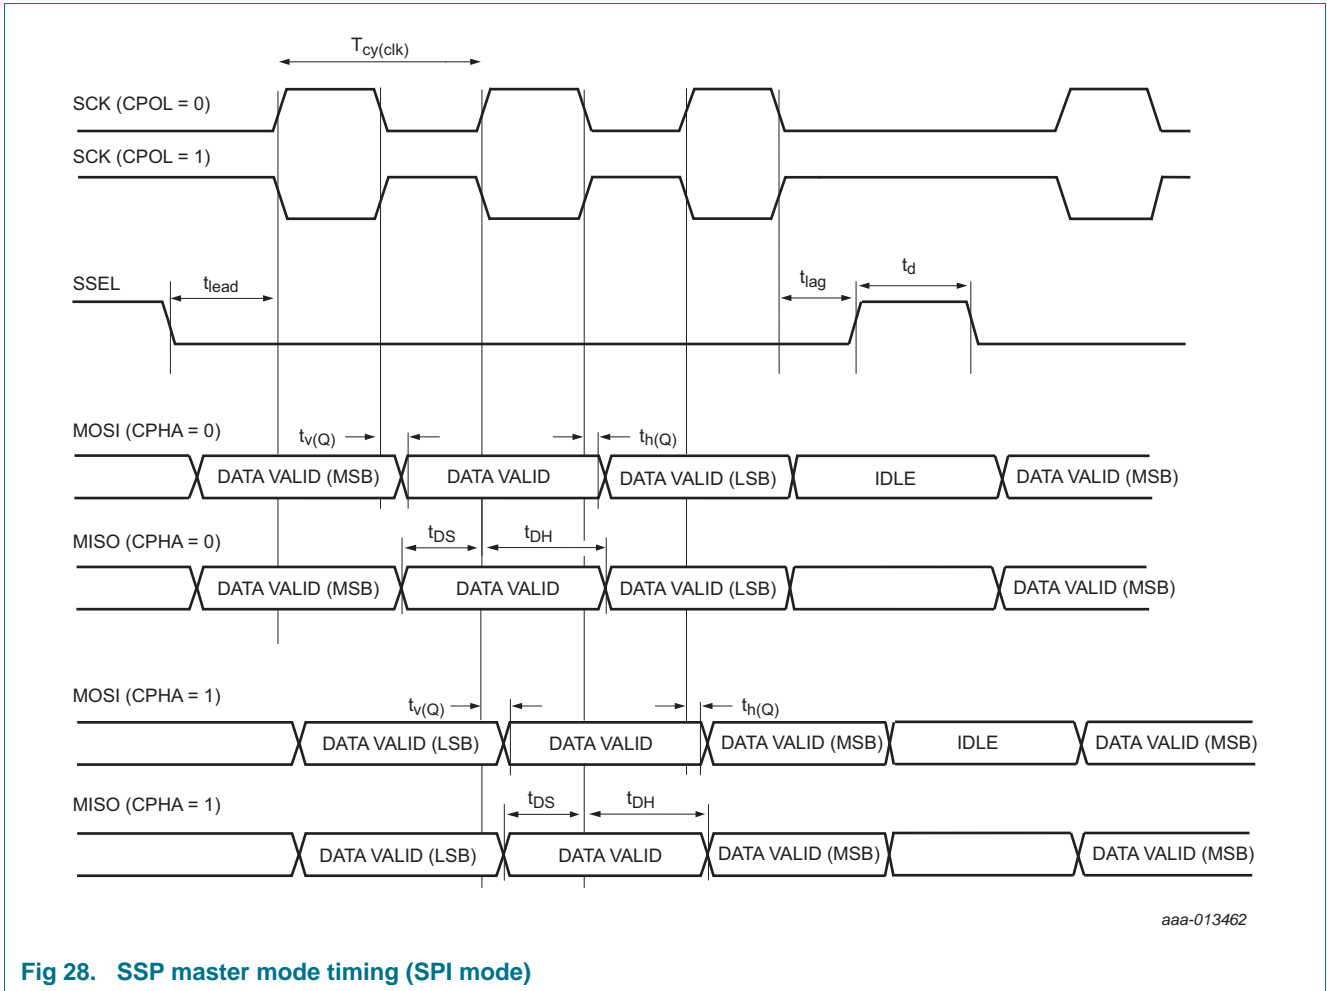 Tcy(clk)
SCK (CPOL = 0)
SCK (CPOL = 1)
SSEL
tlead
tlag
td
MOSI (CPHA = 0)
tv(Q)
th(Q)
DATA VALID (MSB) DATA VALID DATA VALID (LSB) IDLE DATA VALID (MSB)
MISO (CPHA = 0)
tDS
tDH
DATA VALID (MSB) DATA VALID DATA VALID (LSB) DATA VALID (MSB)
MOSI (CPHA = 1)
tv(Q)
th(Q)
DATA VALID (LSB) DATA VALID DATA VALID (MSB) IDLE DATA VALID (MSB)
MISO (CPHA = 1)
tDS
tDH
DATA VALID (LSB) DATA VALID DATA VALID (MSB) DATA VALID (MSB)
aaa-013462
Fig 28. SSP master mode timing (SPI mode)